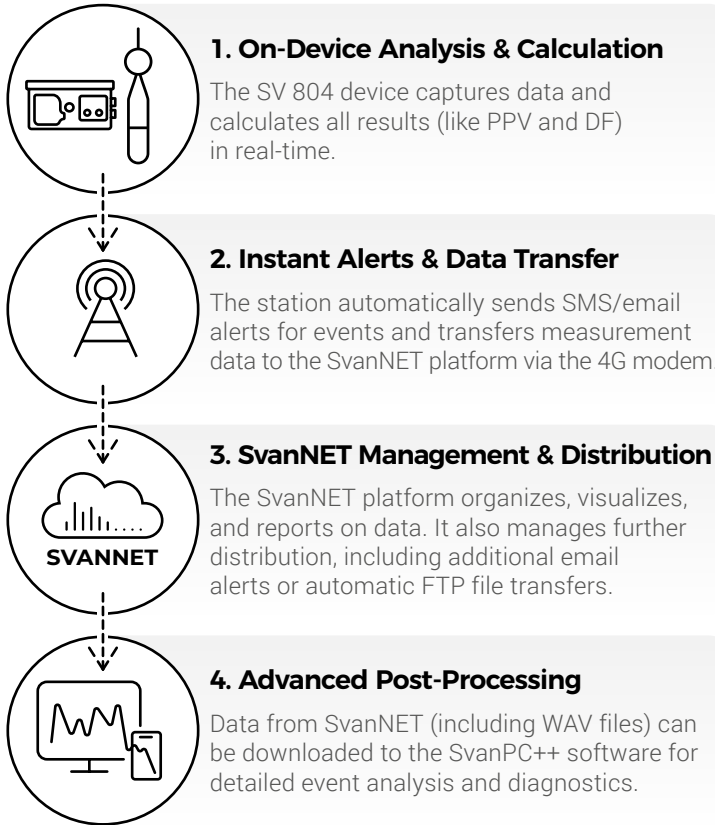 1. On-Device Analysis & Calculation
The SV 804 device captures data and
calculates all results (like PPV and DF)
in real-time.
2. Instant Alerts & Data Transfer
The station automatically sends SMS/email
alerts for events and transfers measurement
data to the SvanNET platform via the 4G modem.
3. SvanNET Management & Distribution
The SvanNET platform organizes, visualizes,
and reports on data. It also manages further
distribution, including additional email
alerts or automatic FTP file transfers.
SVANNET
4. Advanced Post-Processing
Data from SvanNET (including WAV files) can
be downloaded to the SvanPC++ software for
detailed event analysis and diagnostics.